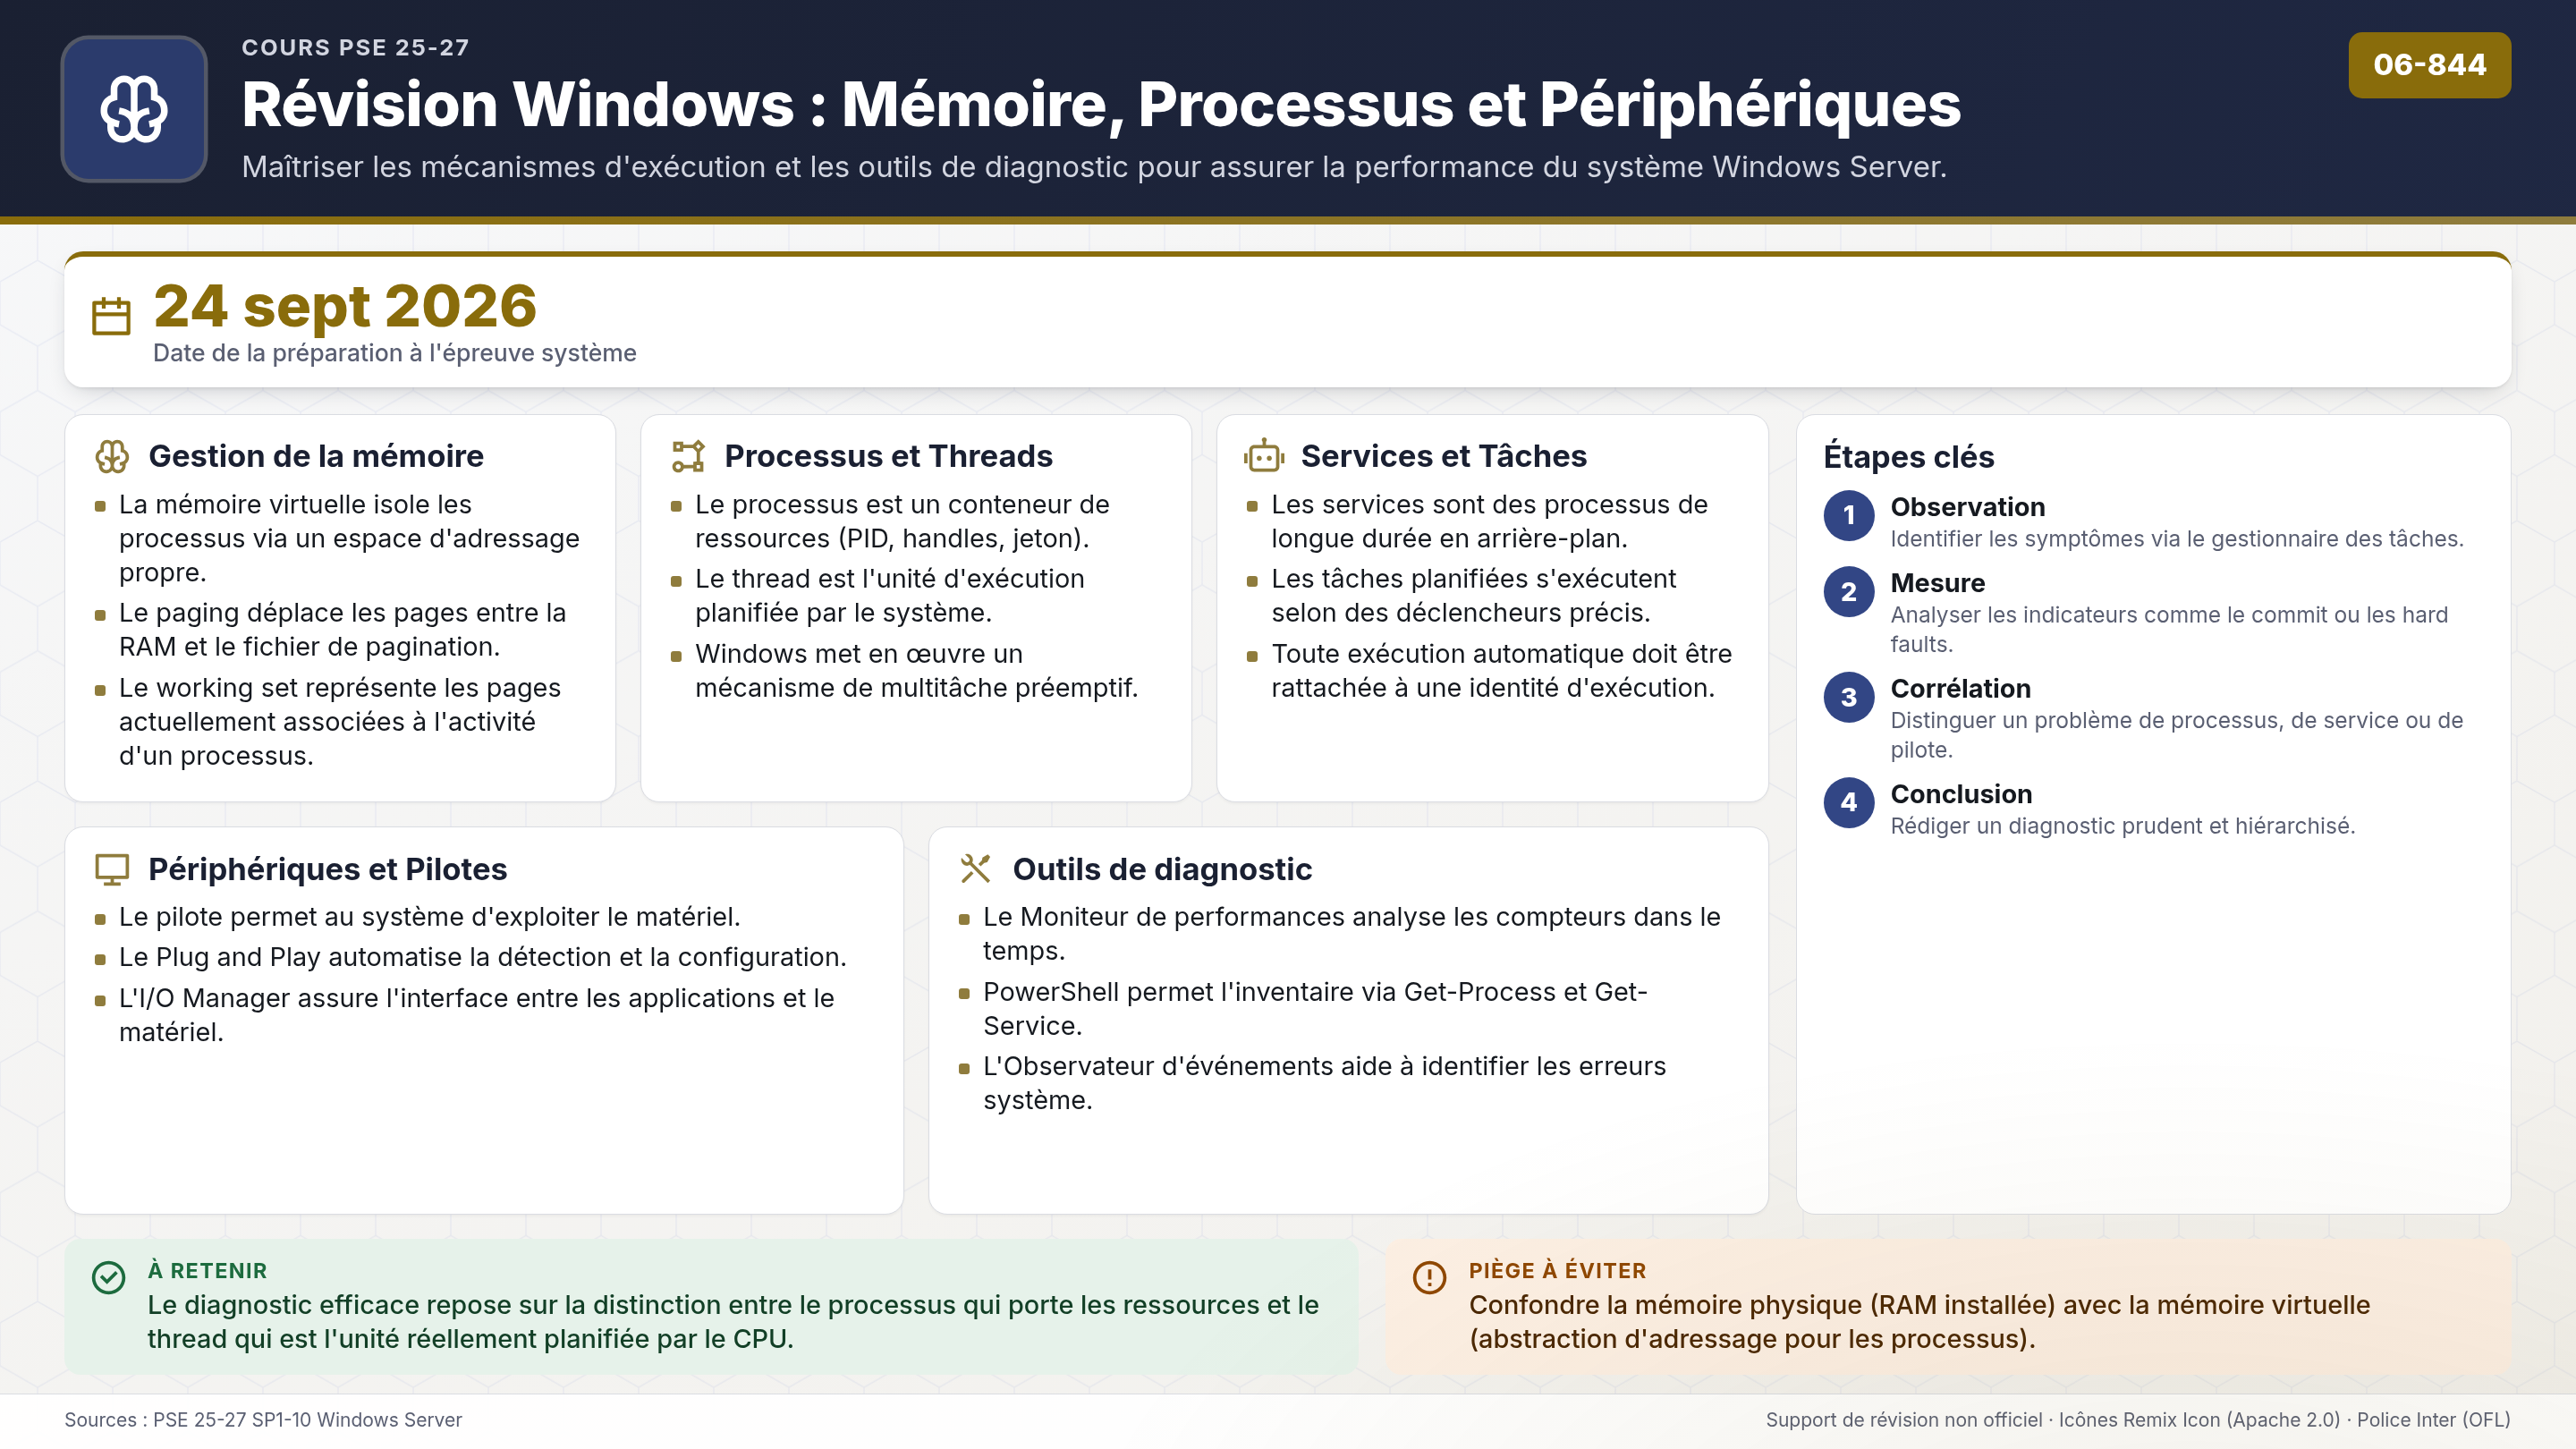 COURS PSE 25-27
Révision Windows : Mémoire, Processus et Périphériques
Maîtriser les mécanismes d'exécution et les outils de diagnostic pour assurer la performance du système Windows Server.
06-844
24 sept 2026
Date de la préparation à l'épreuve système
Gestion de la mémoire
La mémoire virtuelle isole les
processus via un espace d'adressage
propre.
Le paging déplace les pages entre la
RAM et le fichier de pagination.
Le working set représente les pages
actuellement associées à l'activité
d'un processus.
Processus et Threads
Le processus est un conteneur de
ressources (PID, handles, jeton).
Le thread est l'unité d'exécution
planifiée par le système.
Windows met en œuvre un
mécanisme de multitâche préemptif.
Services et Tâches
Les services sont des processus de
longue durée en arrière-plan.
Les tâches planifiées s'exécutent
selon des déclencheurs précis.
Toute exécution automatique doit être
rattachée à une identité d'exécution.
Périphériques et Pilotes
Le pilote permet au système d'exploiter le matériel.
Le Plug and Play automatise la détection et la configuration.
L'I/O Manager assure l'interface entre les applications et le
matériel.
Outils de diagnostic
Le Moniteur de performances analyse les compteurs dans le
temps.
PowerShell permet l'inventaire via Get-Process et Get-
Service.
L'Observateur d'événements aide à identifier les erreurs
système.
Étapes clés
1
Observation
Identifier les symptômes via le gestionnaire des tâches.
2
Mesure
Analyser les indicateurs comme le commit ou les hard
faults.
3
Corrélation
Distinguer un problème de processus, de service ou de
pilote.
4
Conclusion
Rédiger un diagnostic prudent et hiérarchisé.
À RETENIR
Le diagnostic efficace repose sur la distinction entre le processus qui porte les ressources et le
thread qui est l'unité réellement planifiée par le CPU.
PIÈGE À ÉVITER
Confondre la mémoire physique (RAM installée) avec la mémoire virtuelle
(abstraction d'adressage pour les processus).
Sources : PSE 25-27 SP1-10 Windows Server
Support de révision non officiel · Icônes Remix Icon (Apache 2.0) · Police Inter (OFL)